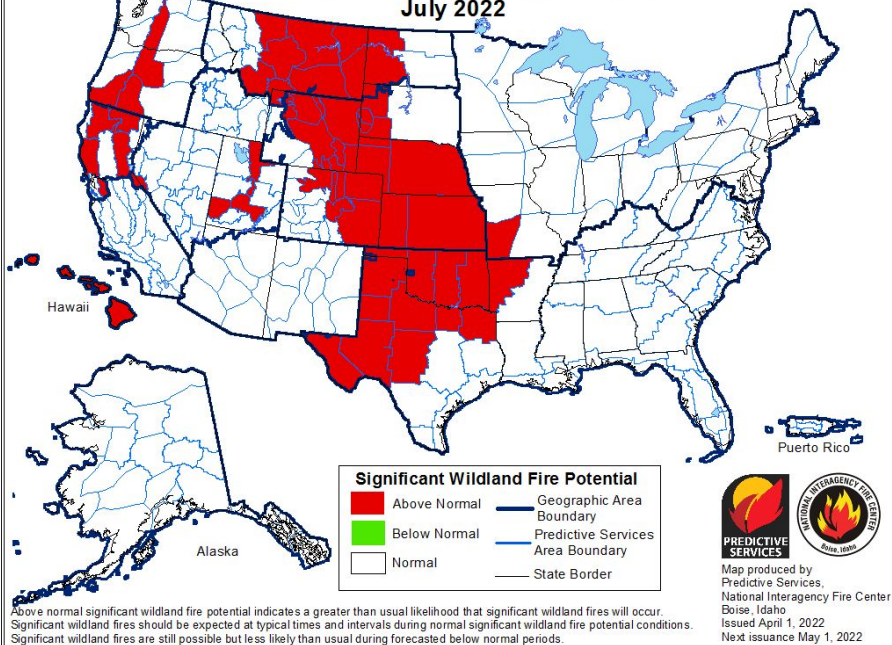 July 2022
Hawaii
Alaska
Puerto Rico
Significant Wildland Fire Potential
Above Normal
Below Normal
Normal
Geographic Area
Boundary
Predictive Services
Area Boundary
State Border
PREDICTIVE
SERVICES
NATIONAL INTERAGENCY FIRE CENTER
Boise, Idaho
Map produced by
Predictive Services,
National Interagency Fire Center
Boise, Idaho
Issued April 1, 2022
Next issuance May 1, 2022
Above normal significant wildland fire potential indicates a greater than usual likelihood that significant wildland fires will occur.
Significant wildland fires should be expected at typical times and intervals during normal significant wildland fire potential conditions.
Significant wildland fires are still possible but less likely than usual during forecasted below normal periods.